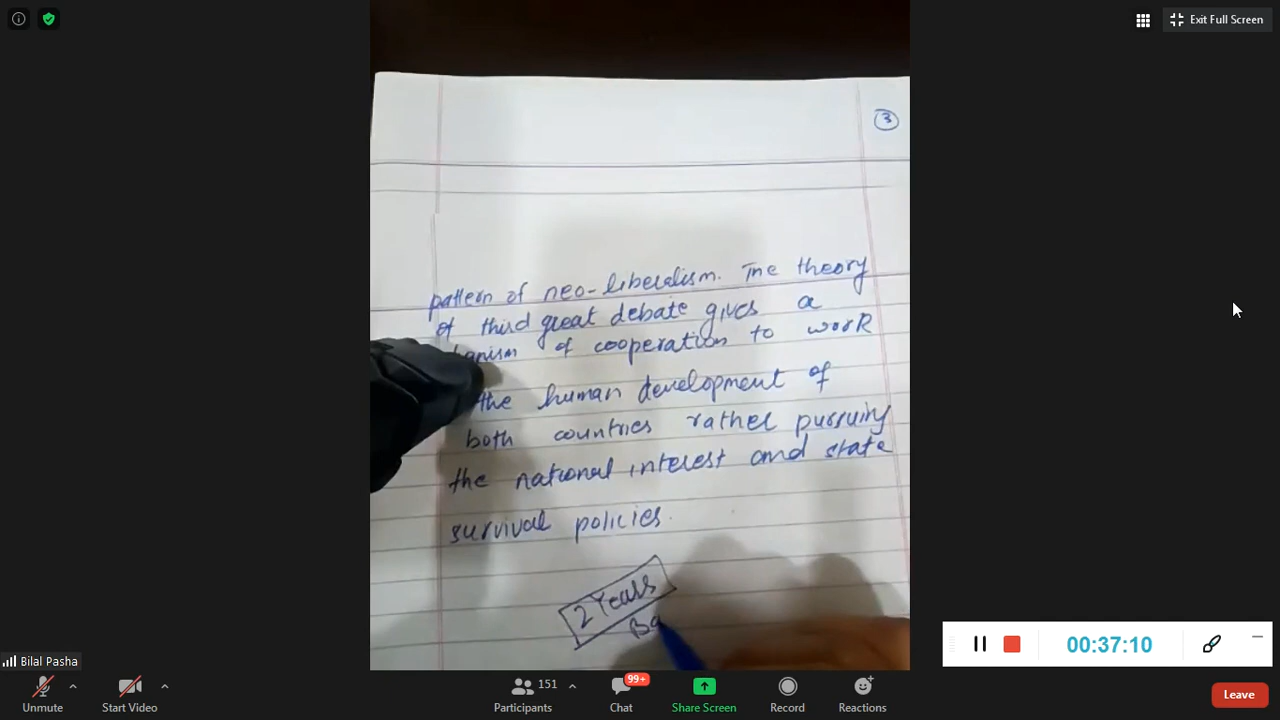 Exit Full Screen
3
pattern of neo-liberalism. The theory
of third great debate gives a
of cooperation to work
the human development of
both countries rather pursuing
the national interest and state
survival policies.
2 Years
Ba
00:37:10
Bilal Pasha
Unmute
Start Video
151
Participants
99+
Chat
Share Screen
Record
Reactions
Leave